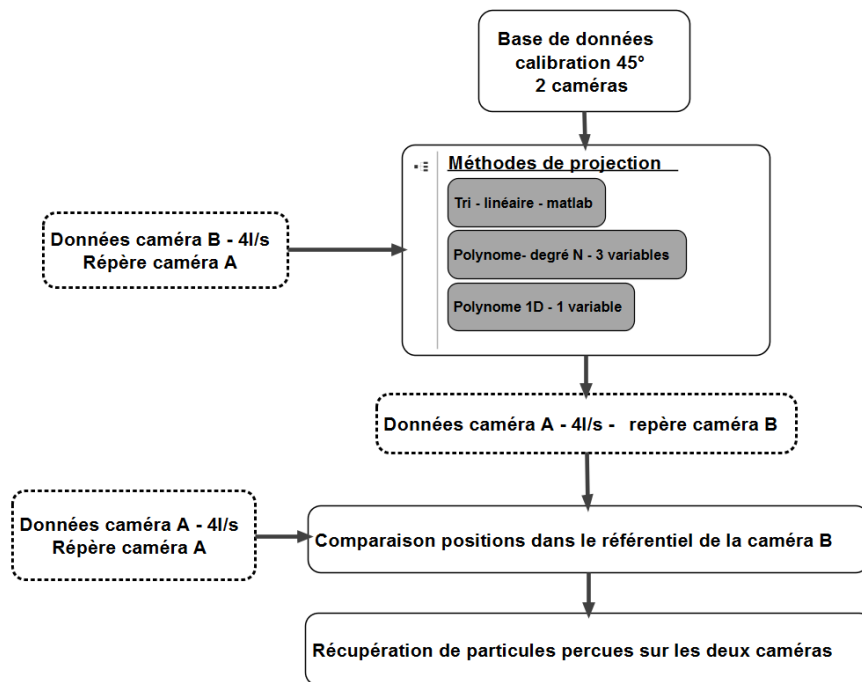 Base de données
calibration 45°
2 caméras
Méthodes de projection
Tri - linéaire - matlab
Polynome- degré N - 3 variables
Polynome 1D - 1 variable
Données caméra B - 4l/s
Répère caméra A
Données caméra A - 4l/s - repère caméra B
Données caméra A - 4l/s
Répère caméra A
Comparaison positions dans le référentiel de la caméra B
Récupération de particules percues sur les deux caméras